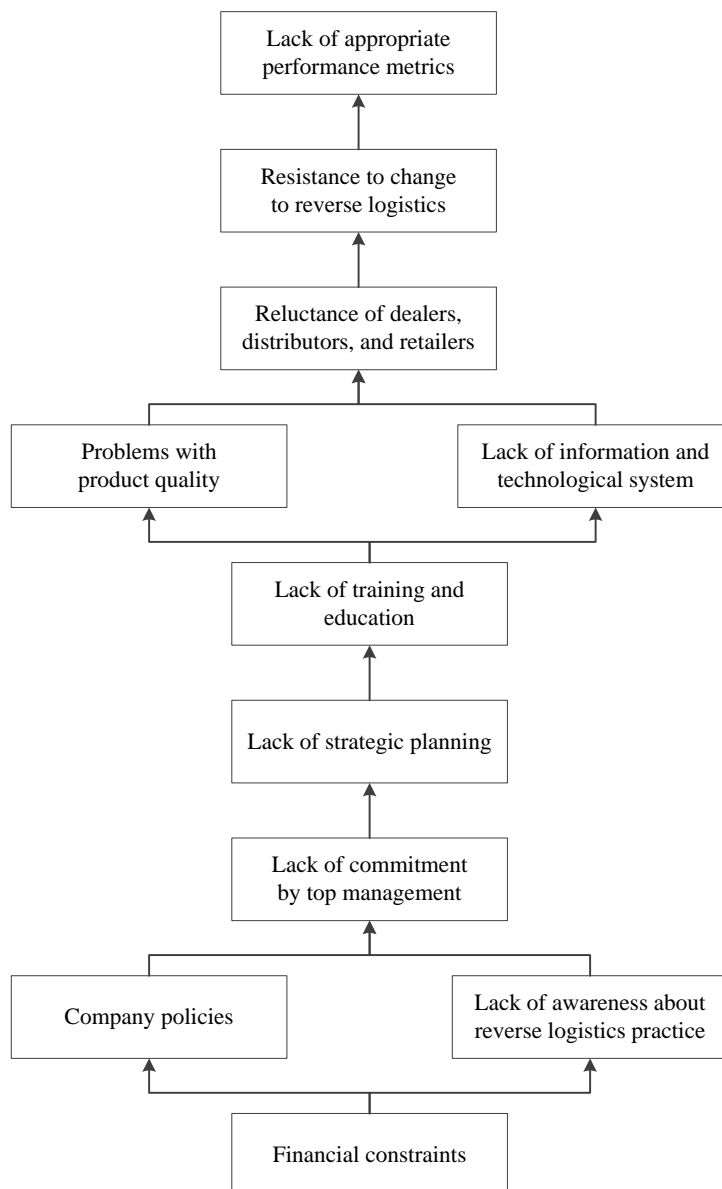 Lack of appropriate
performance metrics
Resistance to change
to reverse logistics
Reluctance of dealers,
distributors, and retailers
Problems with
product quality
Lack of information and
technological system
Lack of training and
education
Lack of strategic planning
Lack of commitment
by top management
Company policies
Lack of awareness about
reverse logistics practice
Financial constraints